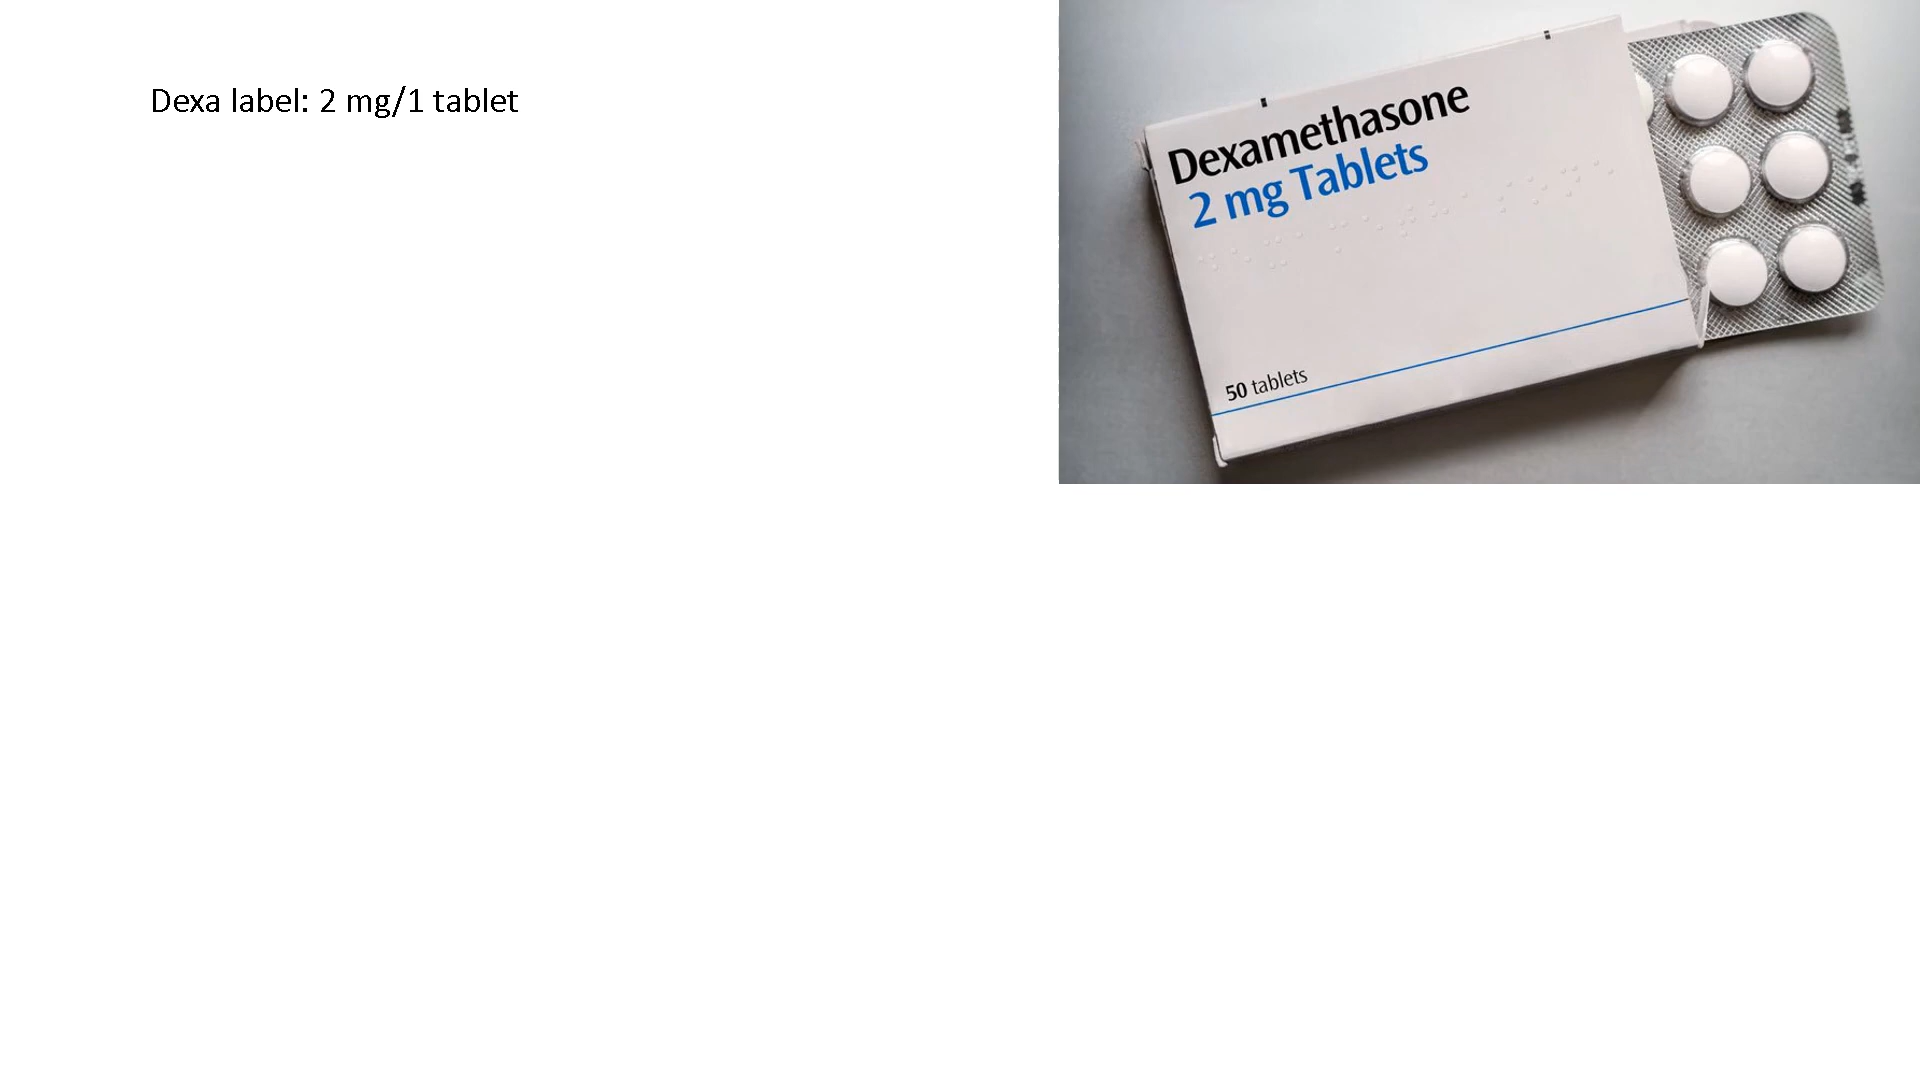 Dexa label: 2 mg/1 tablet
Dexamethasone
2 mg Tablets
50 tablets